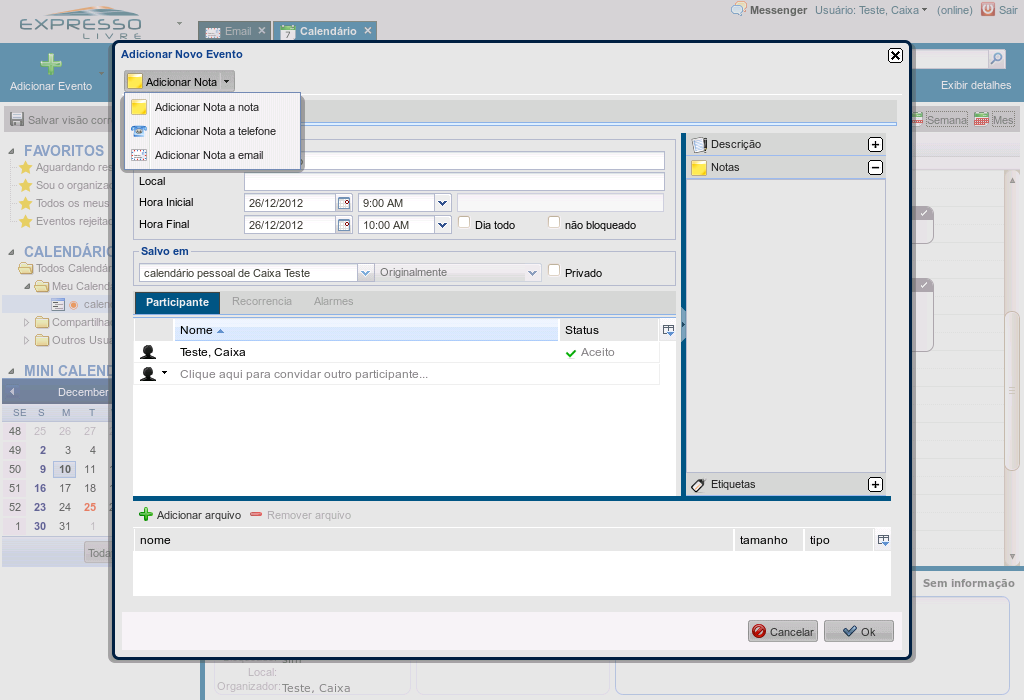 EXPRESSO
LIVRE
Email
Calendário
Messenger
Usuário: Teste, Caixa
(online)
Sair
Adicionar Evento
Exibir detalhes
Salvar visão corr
Semana
Mes
FAVORITOS
Aguardando res
Sou o organiza
Todos os meus
Eventos rejeitad
CALENDÁRIO
Todos Calendár
Meu Calenda
calen
Compartilha
Outros Usua
MINI CALEND
December
SE S M T
48 25 26 27
49 2 3 4
50 9 10 11
51 16 17 18
52 23 24 25
1 30 31 1
Adicionar Novo Evento
Adicionar Nota
Adicionar Nota a nota
Adicionar Nota a telefone
Adicionar Nota a email
Local
Hora Inicial 26/12/2012 9:00 AM
Hora Final 26/12/2012 10:00 AM Dia todo não bloqueado
Salvo em
calendário pessoal de Caixa Teste Originalmente Privado
Participante Recorrencia Alarmes
Nome Status
Teste, Caixa Aceito
Clique aqui para convidar outro participante...
Descrição
Notas
Etiquetas
Adicionar arquivo Remover arquivo
nome tamanho tipo
Cancelar Ok
Sem informação
Local:
Organizador: Teste, Caixa